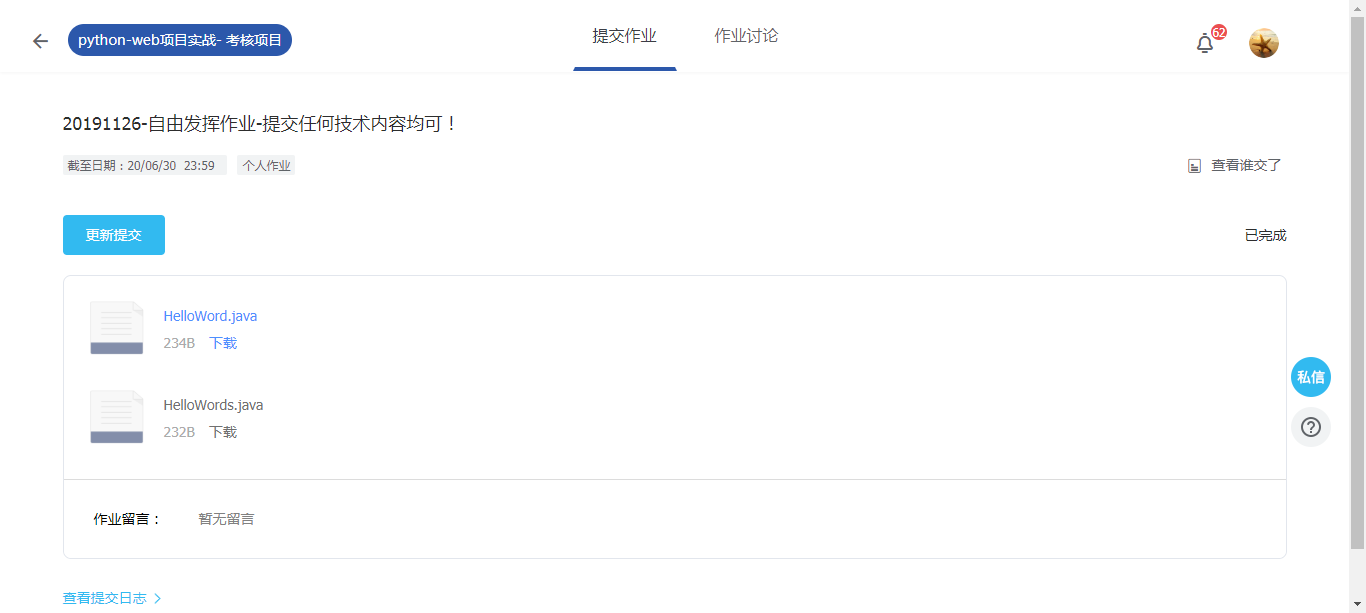 python-web项目实战- 考核项目
提交作业
作业讨论
62
20191126-自由发挥作业-提交任何技术内容均可！
截至日期：20/06/30 23:59
个人作业
查看谁交了
更新提交
已完成
HelloWord.java
234B 下载
HelloWords.java
232B 下载
私信
作业留言： 暂无留言
查看提交日志